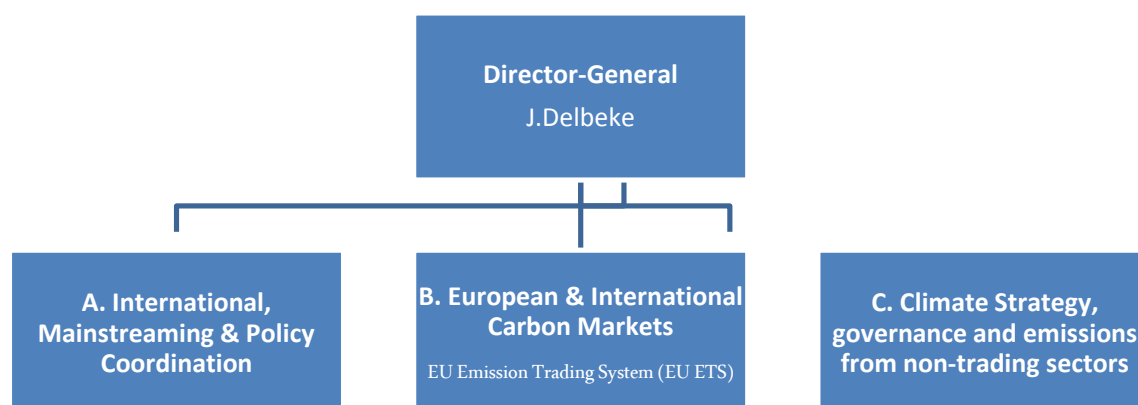 Director-General
J.Delbeke
A. International,
Mainstreaming & Policy
Coordination
B. European & International
Carbon Markets
EU Emission Trading System (EU ETS)
C. Climate Strategy,
governance and emissions
from non-trading sectors